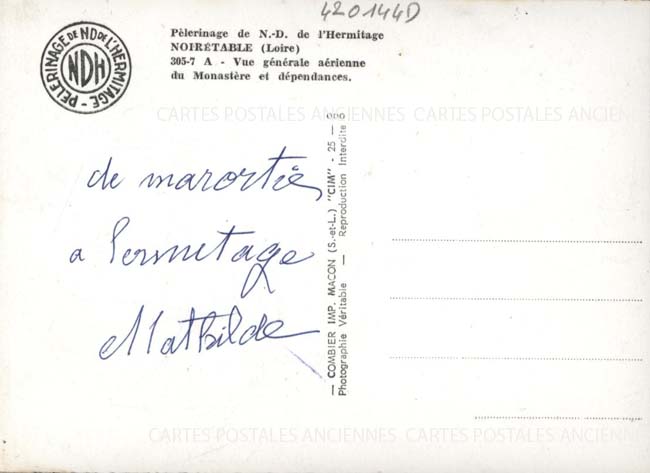 420144D
PÈLERINAGE DE ND DE L'HERMITAGE -
NDH
Pèlerinage de N.-D. de l'Hermitage
NOIRÉTABLE (Loire)
305-7 A - Vue générale aérienne
du Monastère et dépendances.
CARTES POSTALES ANCIENNES CARTES POSTALES ANCIENNES
de
a l'ermitage
Mathilde
— COMBIER IMP. MACON (S.-et-L.) "CIM" - 25 —
Photographie Véritable — Reproduction Interdite
CARTES POSTALES ANCIENNES CARTES POSTALES ANCIENNES